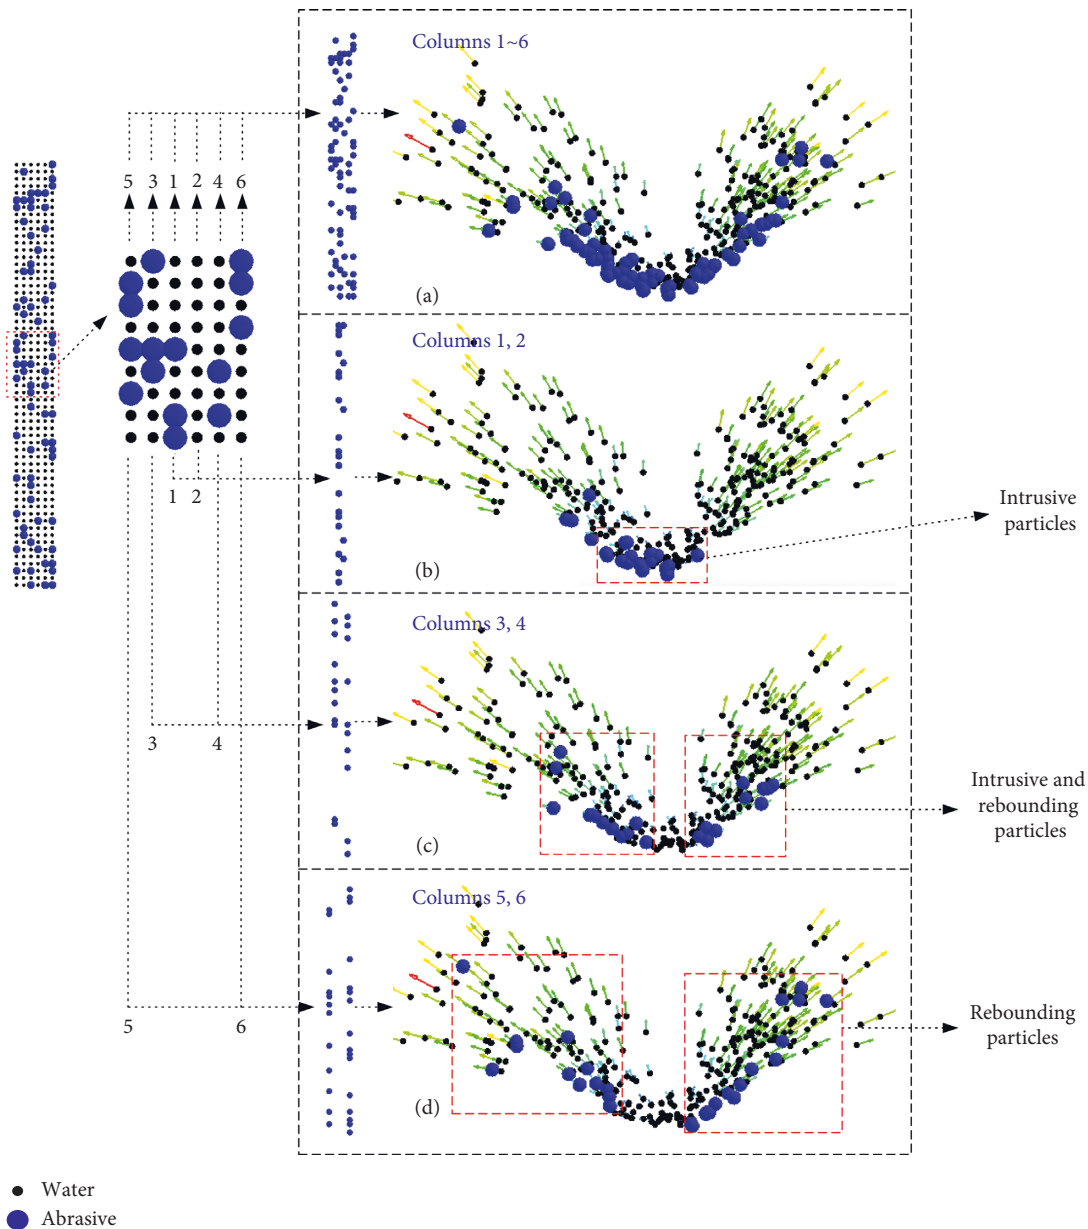 Columns 1~6
5 3 1 2 4 6
(a)
Columns 1, 2
1 2
Intrusive
particles
(b)
Columns 3, 4
3 4
Intrusive and
rebounding
particles
(c)
Columns 5, 6
5 6
Rebounding
particles
(d)
Water
Abrasive